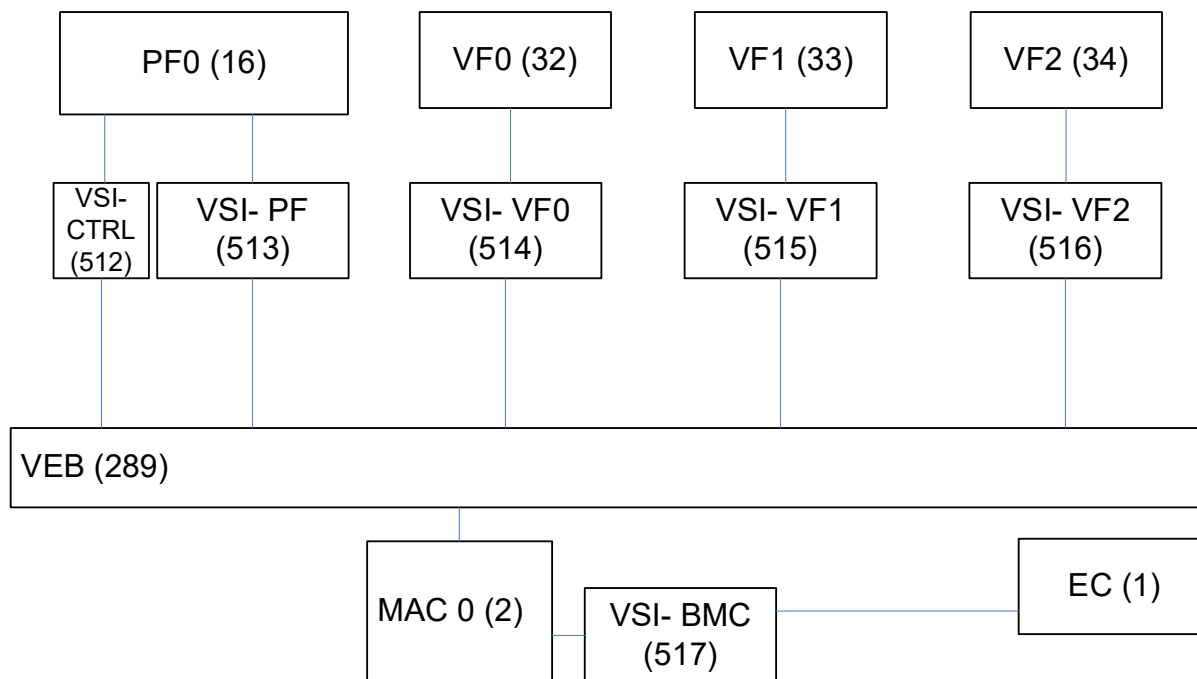 PF0 (16)
VF0 (32)
VF1 (33)
VF2 (34)
VSI-
CTRL
(512)
VSI- PF
(513)
VSI- VF0
(514)
VSI- VF1
(515)
VSI- VF2
(516)
VEB (289)
MAC 0 (2)
VSI- BMC
(517)
EC (1)